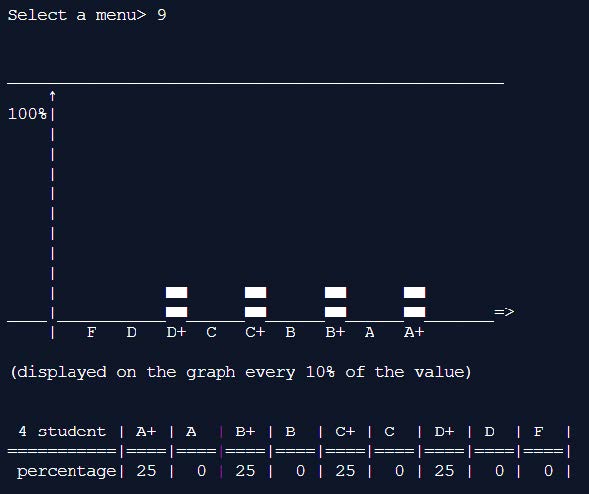 Select a menu> 9
100%|
F D D+ C C+ B B+ A A+
(displayed on the graph every 10% of the value)
4 student | A+ | A | B+ | B | C+ | C | D+ | D | F |
===========|====|====|====|====|====|====|====|====|====|
percentage| 25 | 0 | 25 | 0 | 25 | 0 | 25 | 0 | 0 |